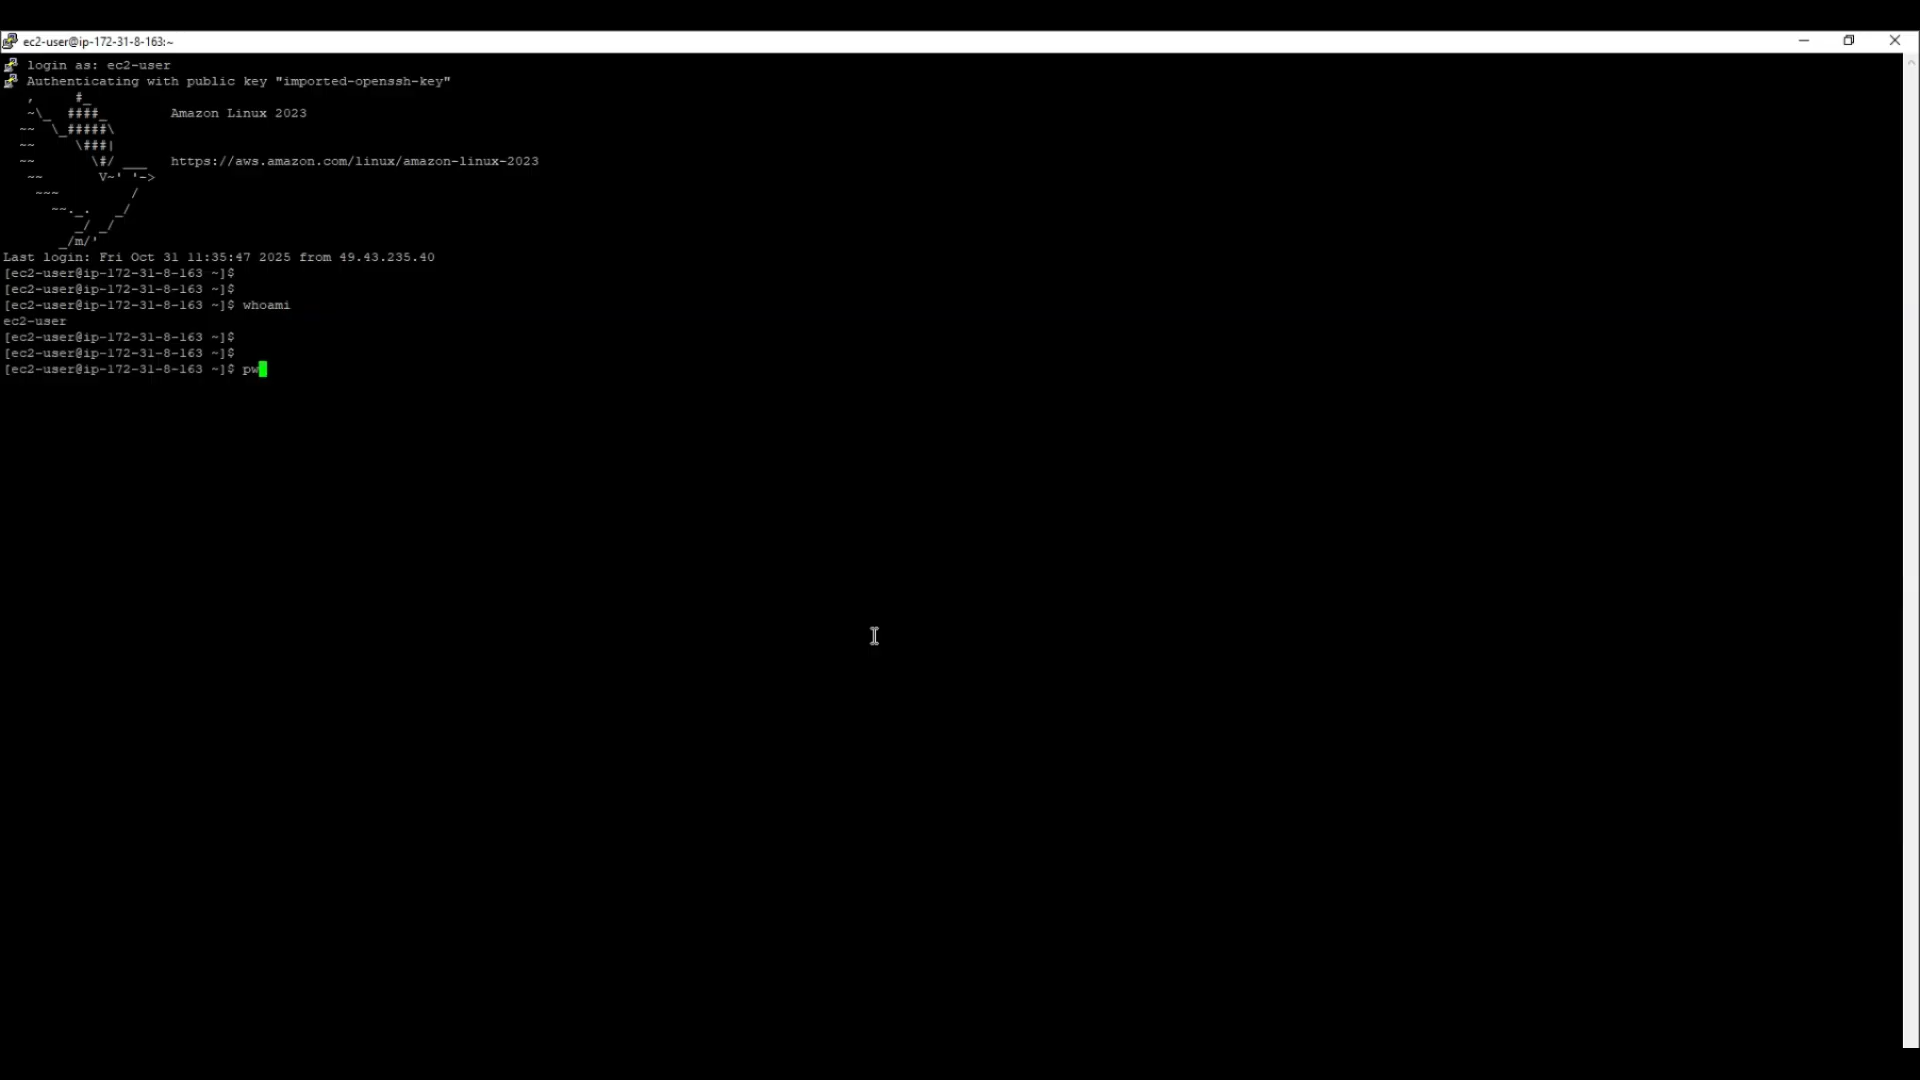 ec2-user@ip-172-31-8-163:~
login as: ec2-user
Authenticating with public key "imported-openssh-key"
   ,     #_
   ~\_  ####_        Amazon Linux 2023
  ~~  \_#####\
  ~~     \###|
  ~~       \#/ ___   https://aws.amazon.com/linux/amazon-linux-2023
   ~~       V~' '->
    ~~~         /
      ~~._.   _/
         _/ _/
       _/m/'
Last login: Fri Oct 31 11:35:47 2025 from 49.43.235.40
[ec2-user@ip-172-31-8-163 ~]$
[ec2-user@ip-172-31-8-163 ~]$
[ec2-user@ip-172-31-8-163 ~]$ whoami
ec2-user
[ec2-user@ip-172-31-8-163 ~]$
[ec2-user@ip-172-31-8-163 ~]$
[ec2-user@ip-172-31-8-163 ~]$ pw